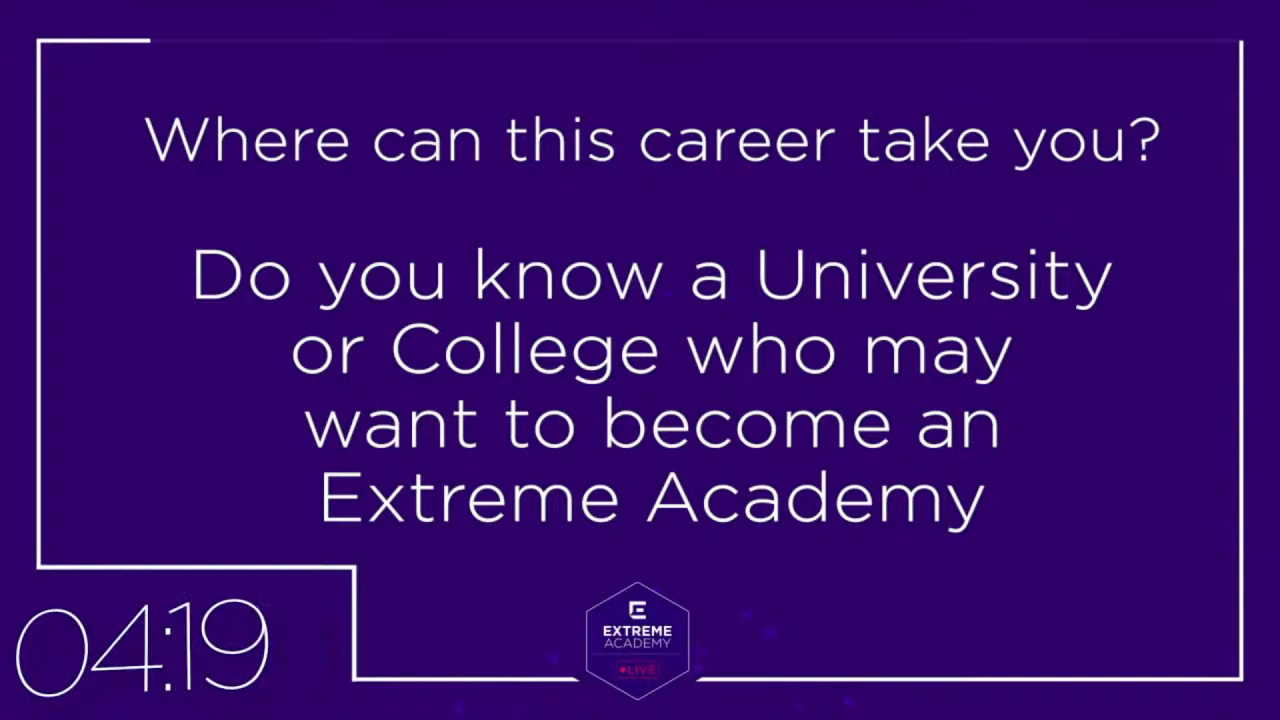 Where can this career take you?
Do you know a University
or College who may
want to become an
Extreme Academy
04:19
EXTREME
ACADEMY
LIVE